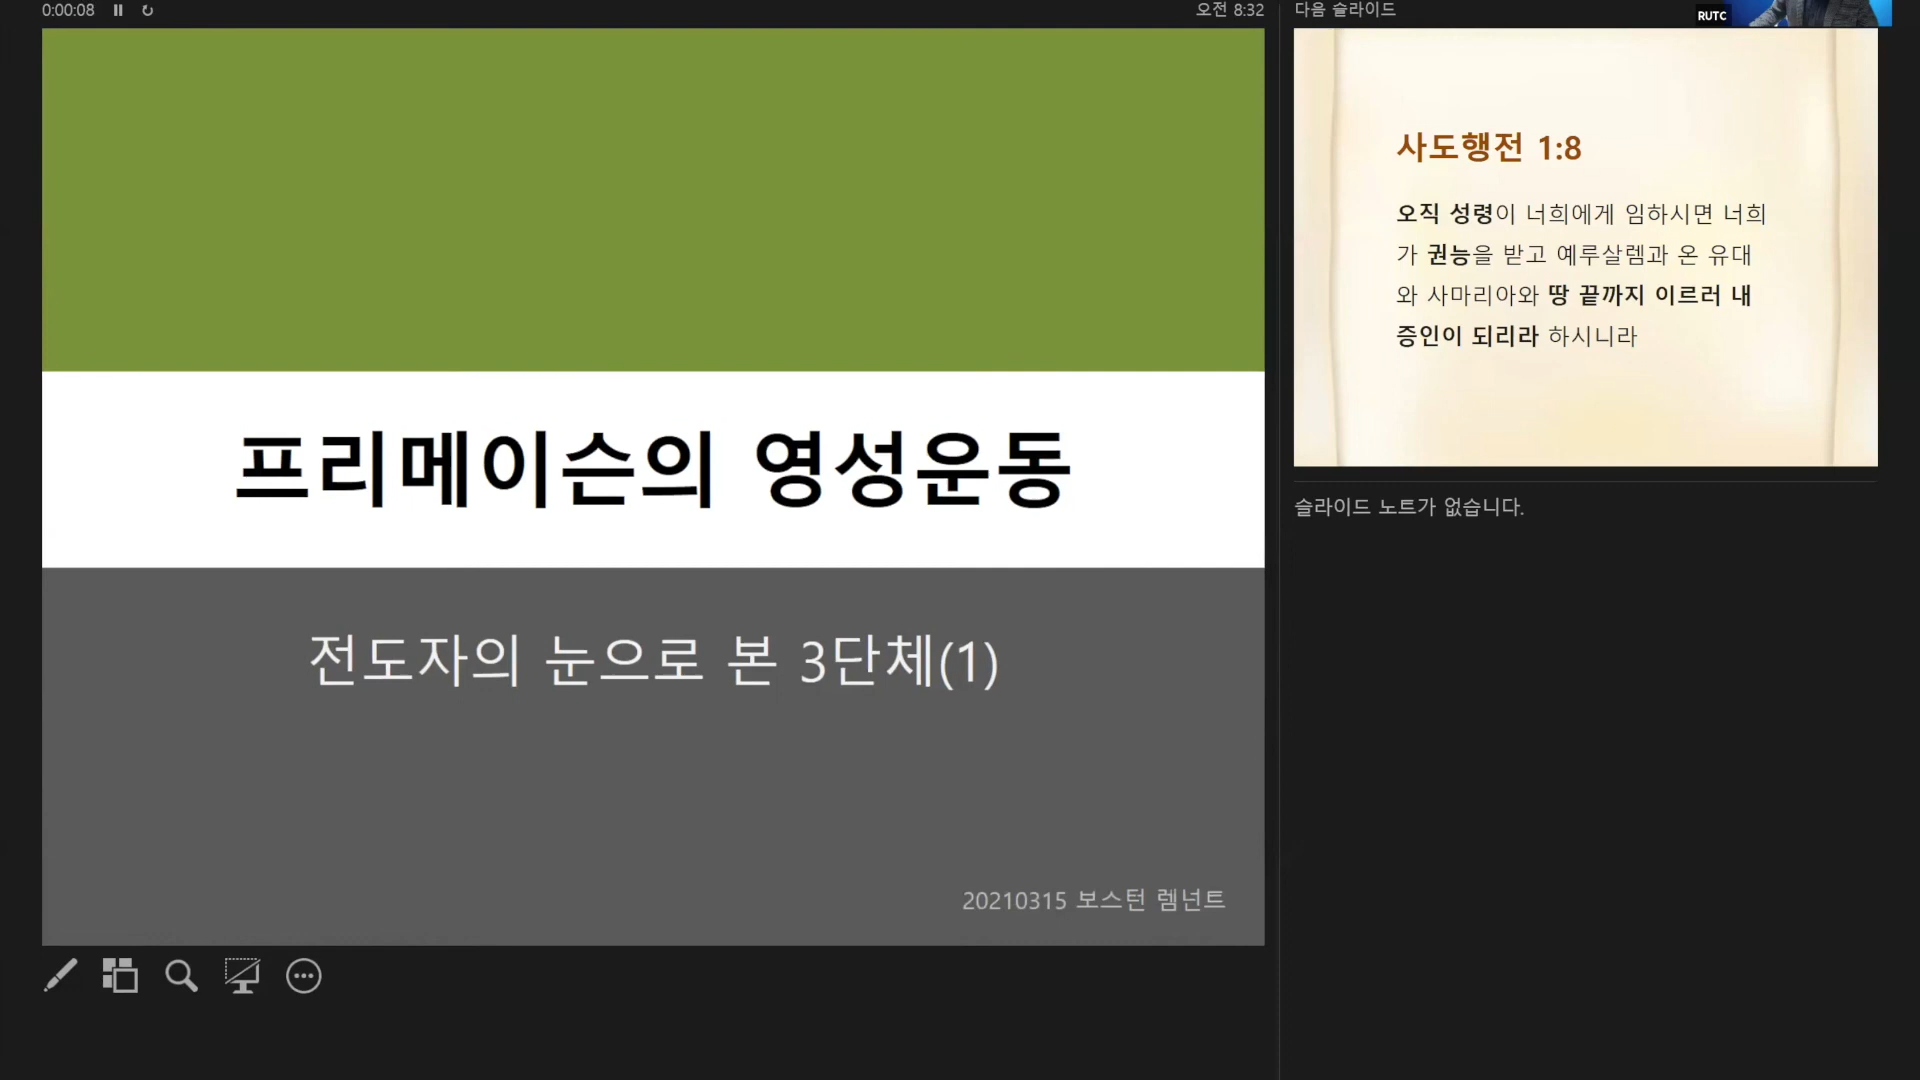 0:00:08
오전 8:32
다음 슬라이드
RUTC
프리메이슨의 영성운동
전도자의 눈으로 본 3단체(1)
20210315 보스턴 렘넌트
사도행전 1:8
오직 성령이 너희에게 임하시면 너희
가 권능을 받고 예루살렘과 온 유대
와 사마리아와 땅 끝까지 이르러 내
증인이 되리라 하시니라
슬라이드 노트가 없습니다.